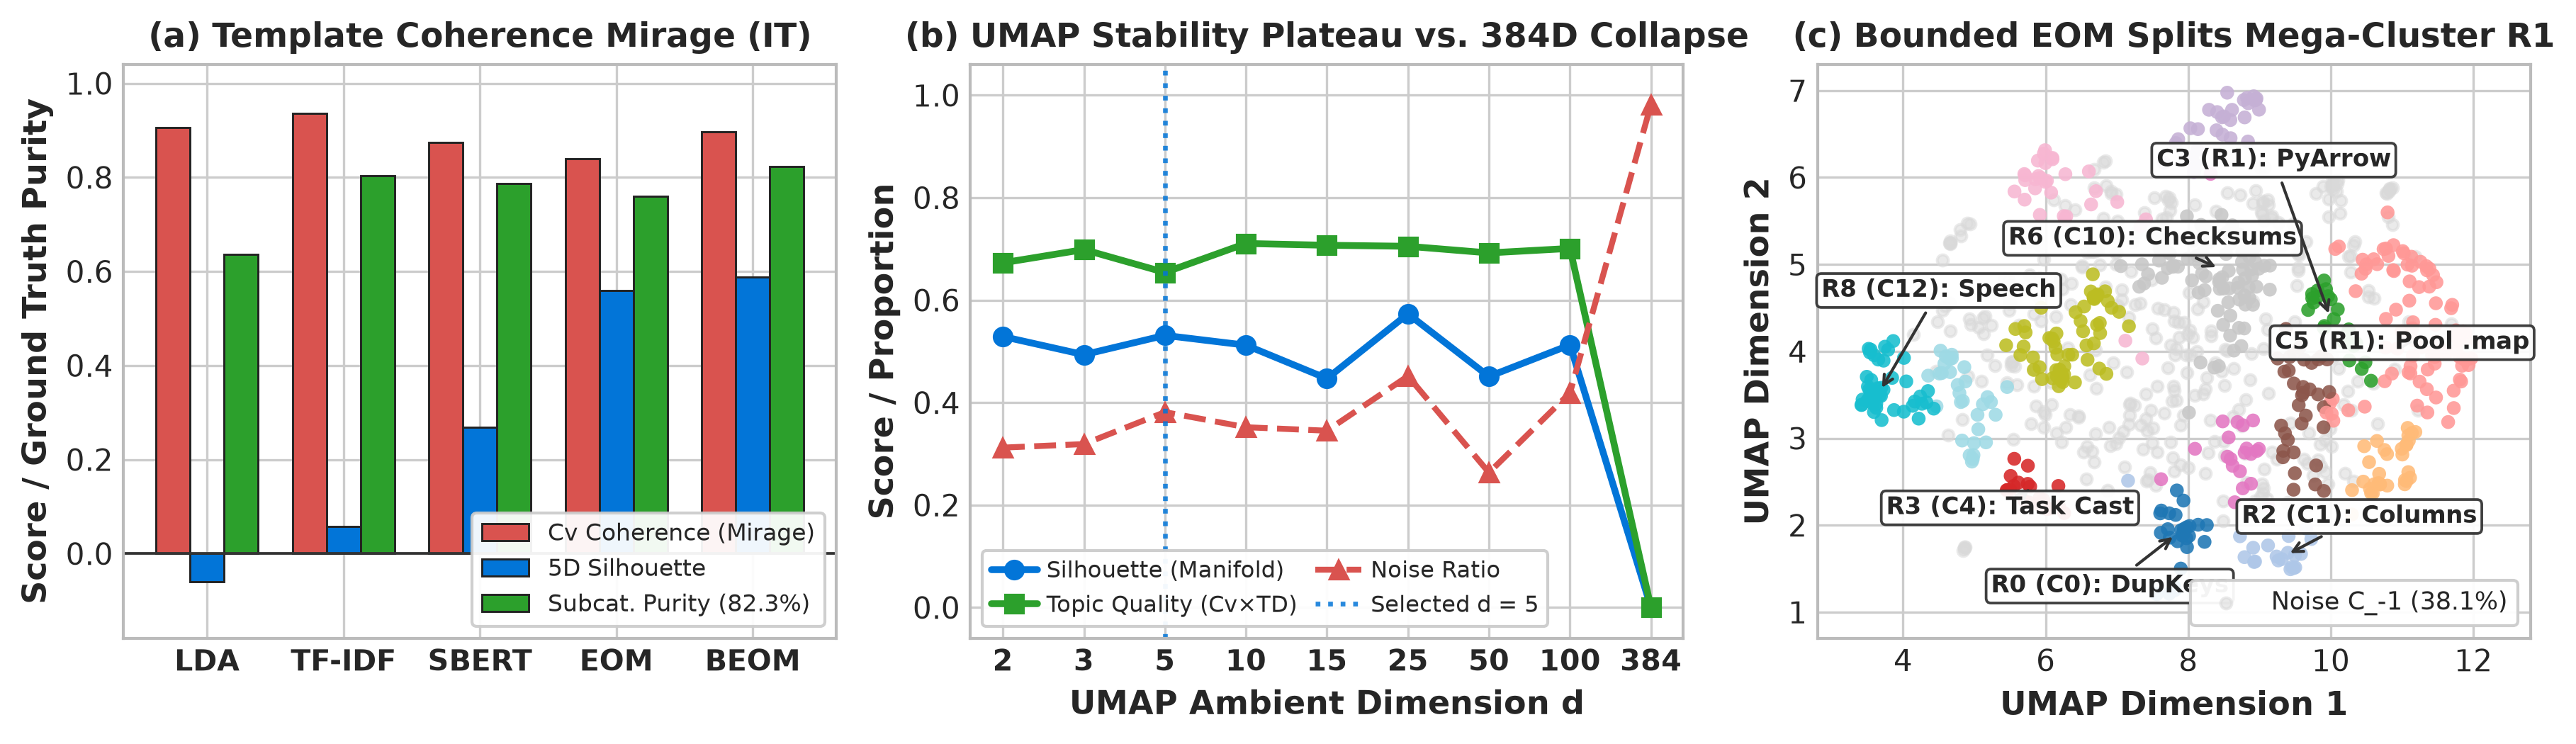 (a) Template Coherence Mirage (IT)
Score / Ground Truth Purity
1.0
0.8
0.6
0.4
0.2
0.0
LDA
TF-IDF
SBERT
EOM
BEOM
Cv Coherence (Mirage)
5D Silhouette
Subcat. Purity (82.3%)
(b) UMAP Stability Plateau vs. 384D Collapse
Score / Proportion
1.0
0.8
0.6
0.4
0.2
0.0
Silhouette (Manifold)
Topic Quality (Cv×TD)
Noise Ratio
Selected d = 5
2
3
5
10
15
25
50
100
384
UMAP Ambient Dimension d
(c) Bounded EOM Splits Mega-Cluster R1
UMAP Dimension 2
7
6
5
4
3
2
1
C3 (R1): PyArrow
R6 (C10): Checksums
R8 (C12): Speech
C5 (R1): Pool .map
R3 (C4): Task Cast
R2 (C1): Columns
R0 (C0): DupKeys
Noise C_-1 (38.1%)
4
6
8
10
12
UMAP Dimension 1